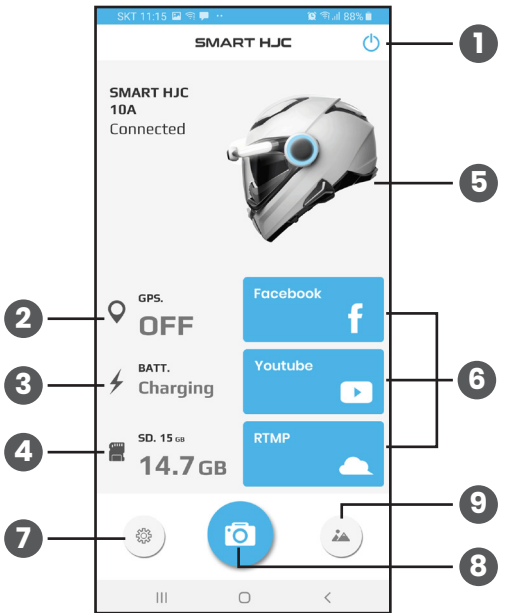 SKT 11:15 88%
SMART HJC
1
SMART HJC
10A
Connected
5
GPS.
OFF
2
Facebook
BATT.
Charging
3
Youtube
6
SD. 15 GB
14.7 GB
4
RTMP
7
9
8